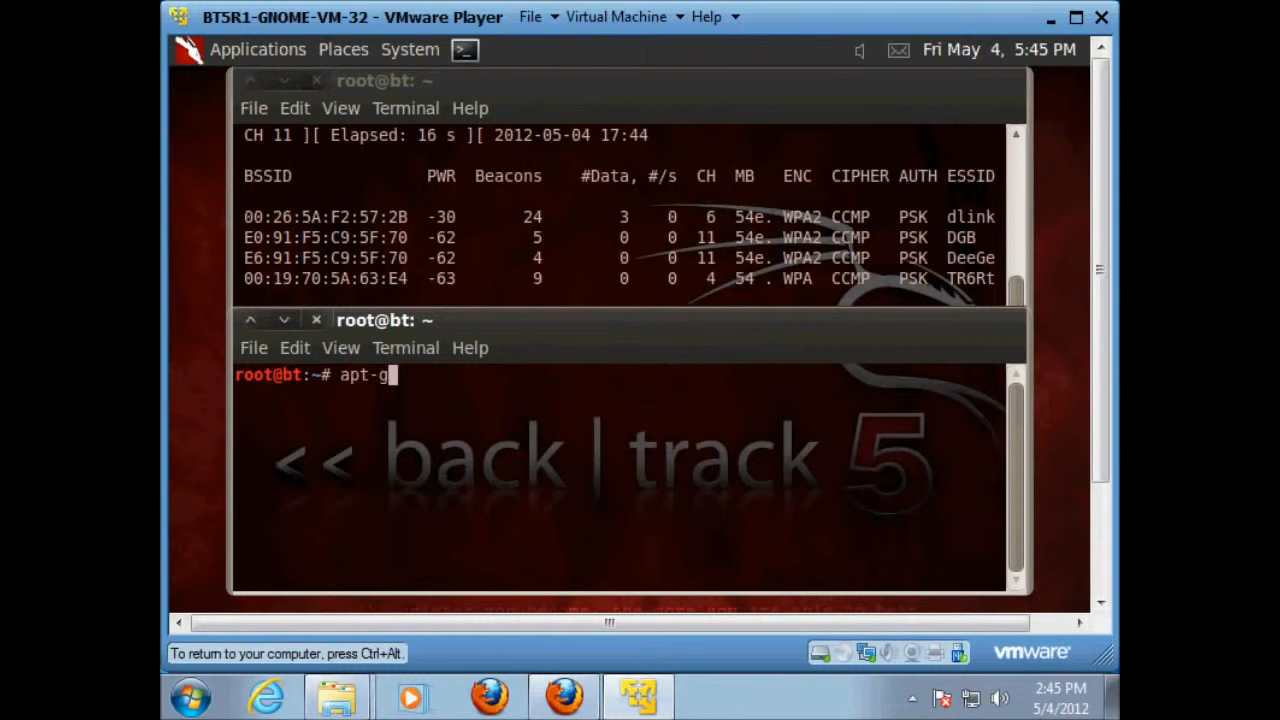 BT5R1-GNOME-VM-32 - VMware Player File Virtual Machine Help
Applications Places System Fri May 4, 5:45 PM
root@bt: ~
File Edit View Terminal Help
CH 11 ][ Elapsed: 16 s ][ 2012-05-04 17:44
BSSID PWR Beacons #Data, #/s CH MB ENC CIPHER AUTH ESSID
00:26:5A:F2:57:2B -30 24 3 0 6 54e. WPA2 CCMP PSK dlink
E0:91:F5:C9:5F:70 -62 5 0 0 11 54e. WPA2 CCMP PSK DGB
E6:91:F5:C9:5F:70 -62 4 0 0 11 54e. WPA2 CCMP PSK DeeGe
00:19:70:5A:63:E4 -63 9 0 0 4 54 . WPA CCMP PSK TR6Rt
root@bt: ~
File Edit View Terminal Help
root@bt:~# apt-g
<< back | track 5
To return to your computer, press Ctrl+Alt.
vmware
2:45 PM
5/4/2012